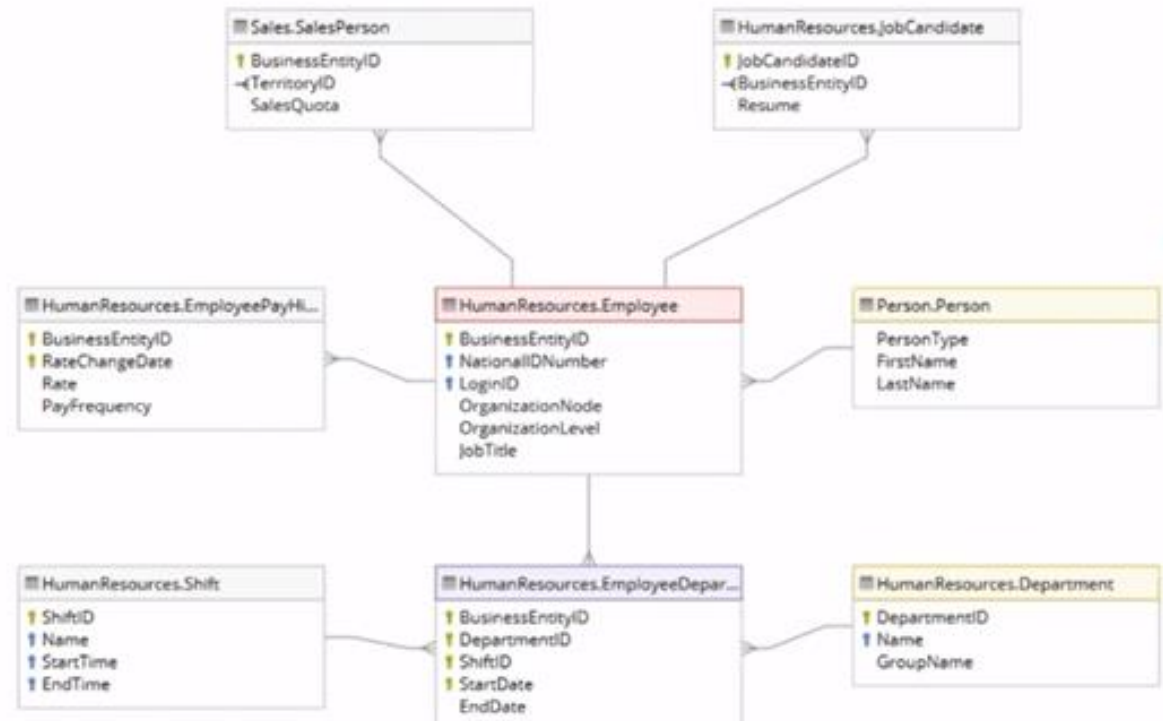 Sales.SalesPerson
BusinessEntityID
TerritoryID
SalesQuota
HumanResources.JobCandidate
JobCandidateID
BusinessEntityID
Resume
HumanResources.EmployeePayHi...
BusinessEntityID
RateChangeDate
Rate
PayFrequency
HumanResources.Employee
BusinessEntityID
NationalIDNumber
LoginID
OrganizationNode
OrganizationLevel
JobTitle
Person.Person
PersonType
FirstName
LastName
HumanResources.Shift
ShiftID
Name
StartTime
EndTime
HumanResources.EmployeeDepar...
BusinessEntityID
DepartmentID
ShiftID
StartDate
EndDate
HumanResources.Department
DepartmentID
Name
GroupName